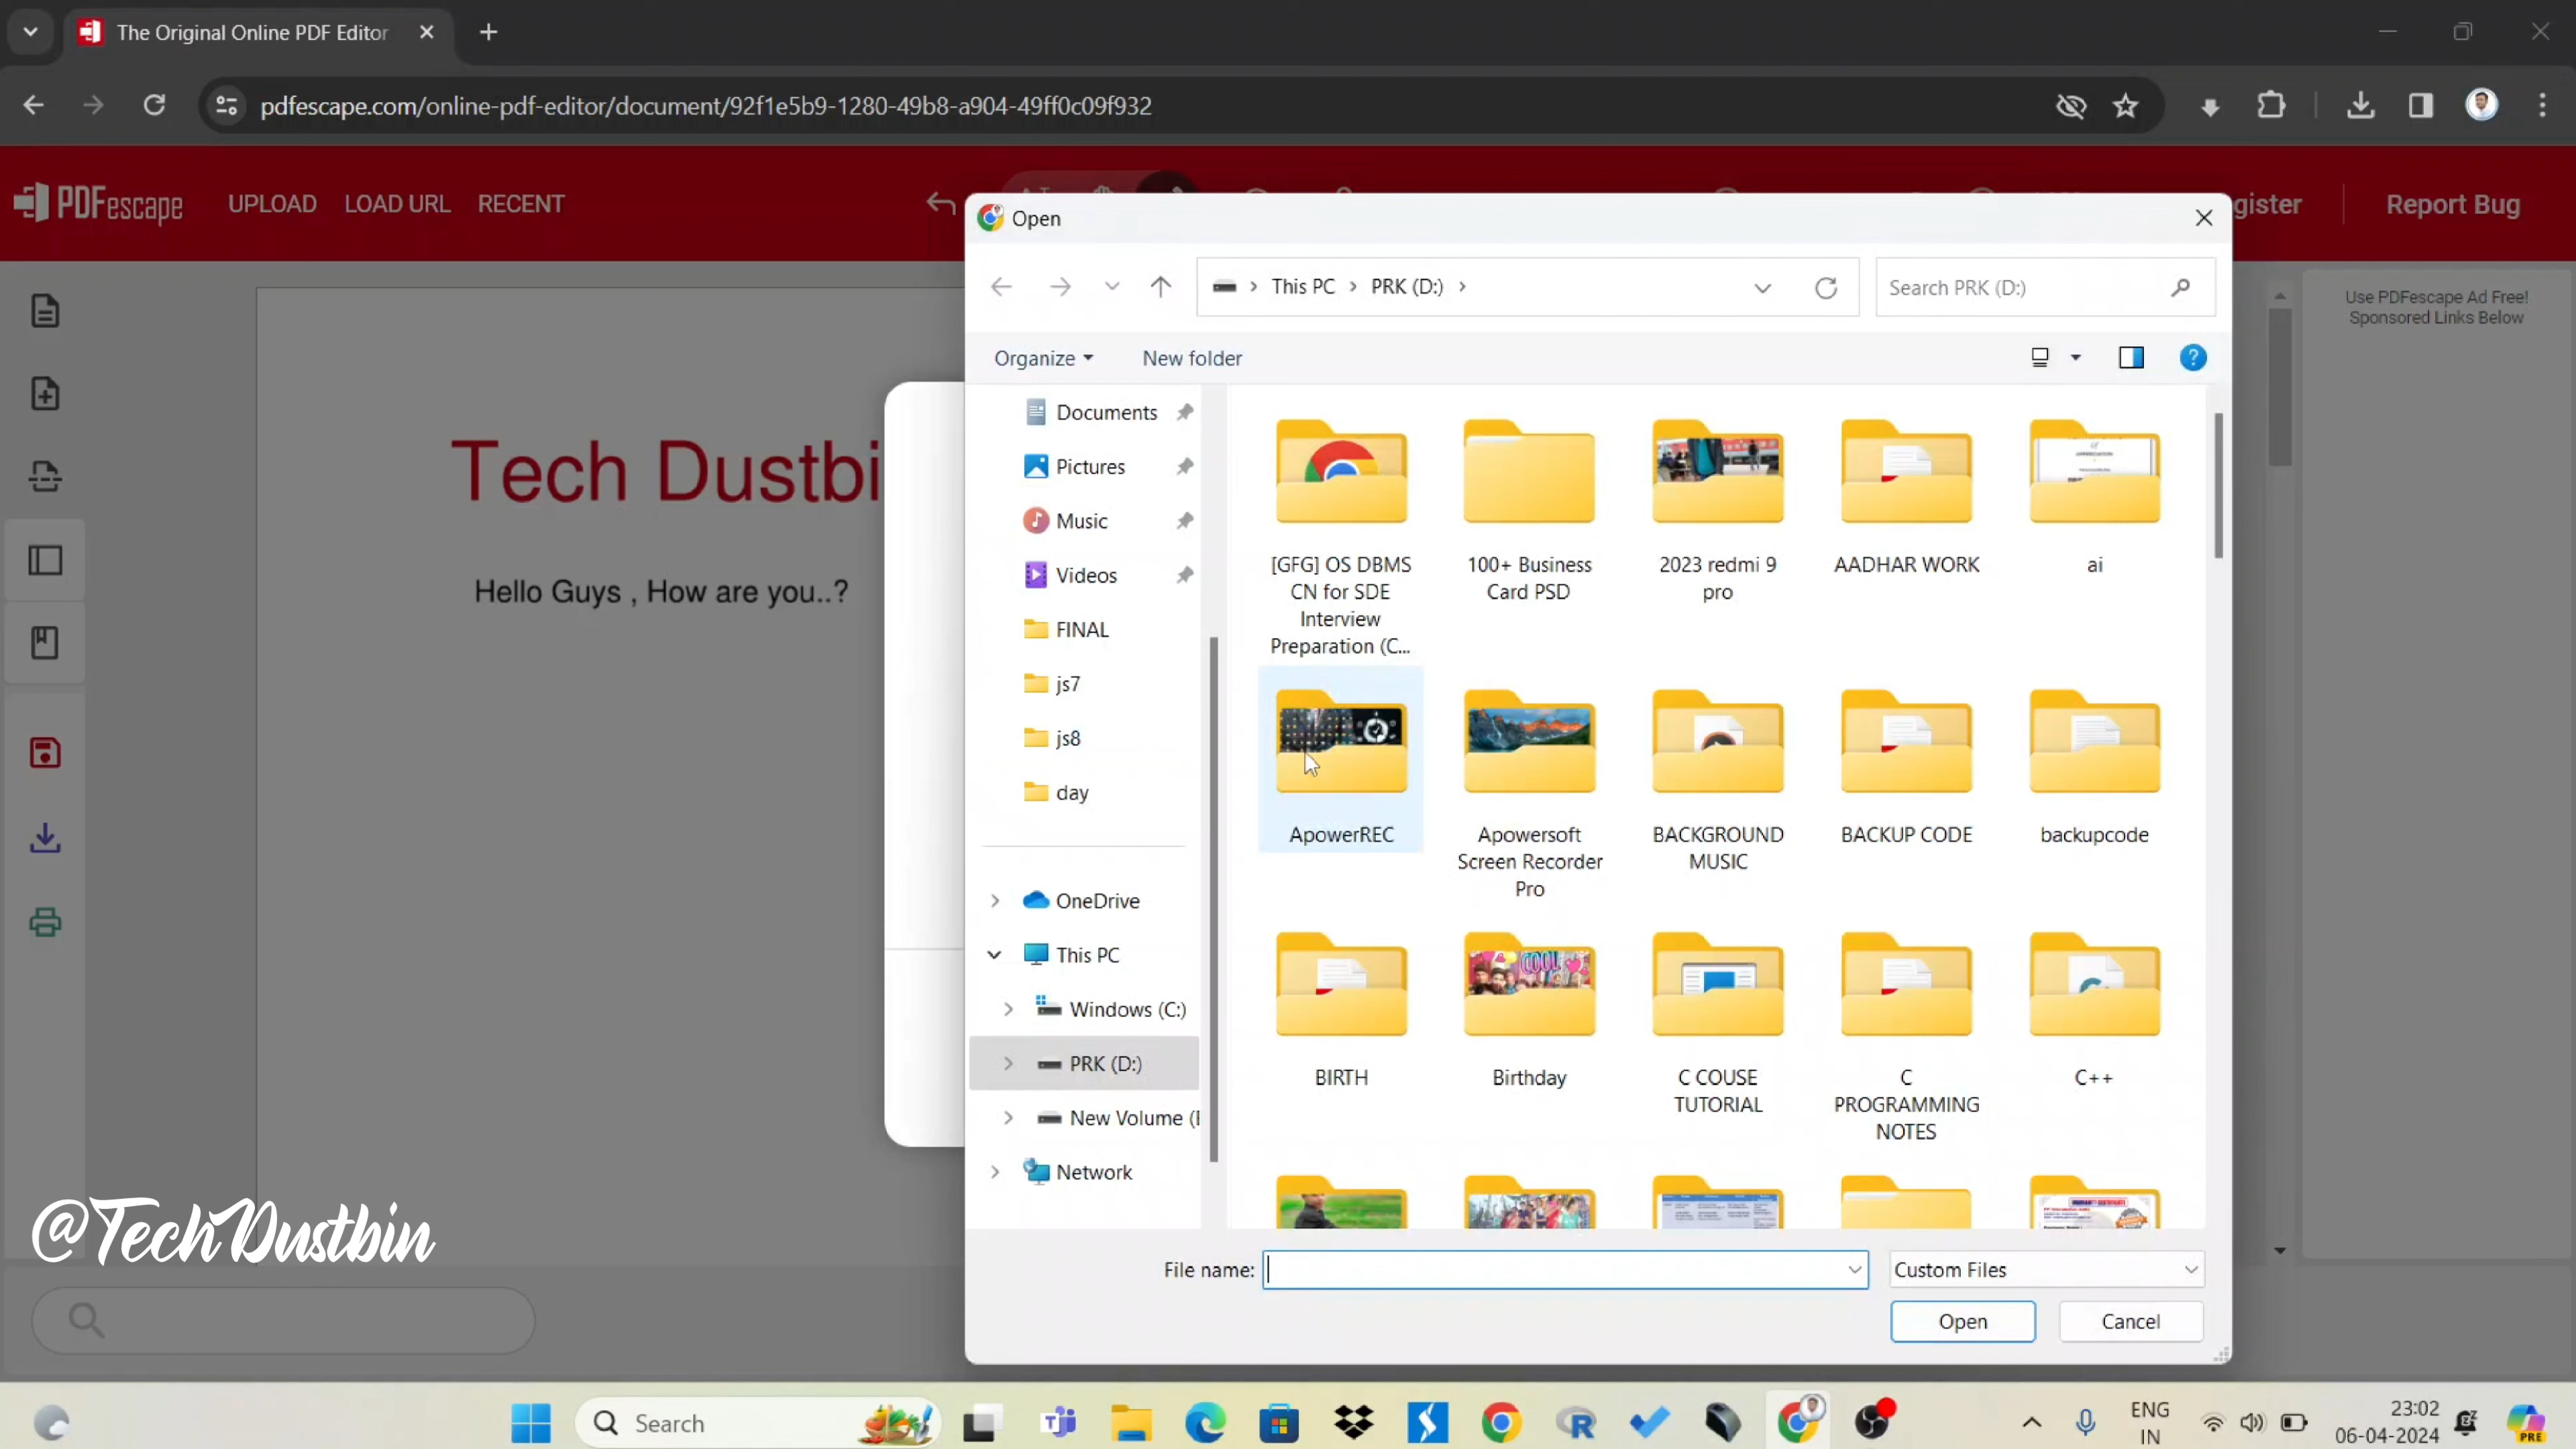 The Original Online PDF Editor
pdfescape.com/online-pdf-editor/document/92f1e5b9-1280-49b8-a904-49ff0c09f932
PDFescape
UPLOAD
LOAD URL
RECENT
gister
Report Bug
Use PDFescape Ad Free!
Sponsored Links Below
Tech Dustbi
Hello Guys , How are you..?
Open
This PC
PRK (D:)
Search PRK (D:)
Organize
New folder
Documents
Pictures
Music
Videos
FINAL
js7
js8
day
OneDrive
This PC
Windows (C:)
PRK (D:)
New Volume (
Network
[GFG] OS DBMS
CN for SDE
Interview
Preparation (C...
100+ Business
Card PSD
2023 redmi 9
pro
AADHAR WORK
ai
ApowerREC
Apowersoft
Screen Recorder
Pro
BACKGROUND
MUSIC
BACKUP CODE
backupcode
BIRTH
Birthday
C COUSE
TUTORIAL
C
PROGRAMMING
NOTES
C++
File name:
Custom Files
Open
Cancel
@Tech Dustbin
Search
ENG
IN
23:02
06-04-2024
PRE